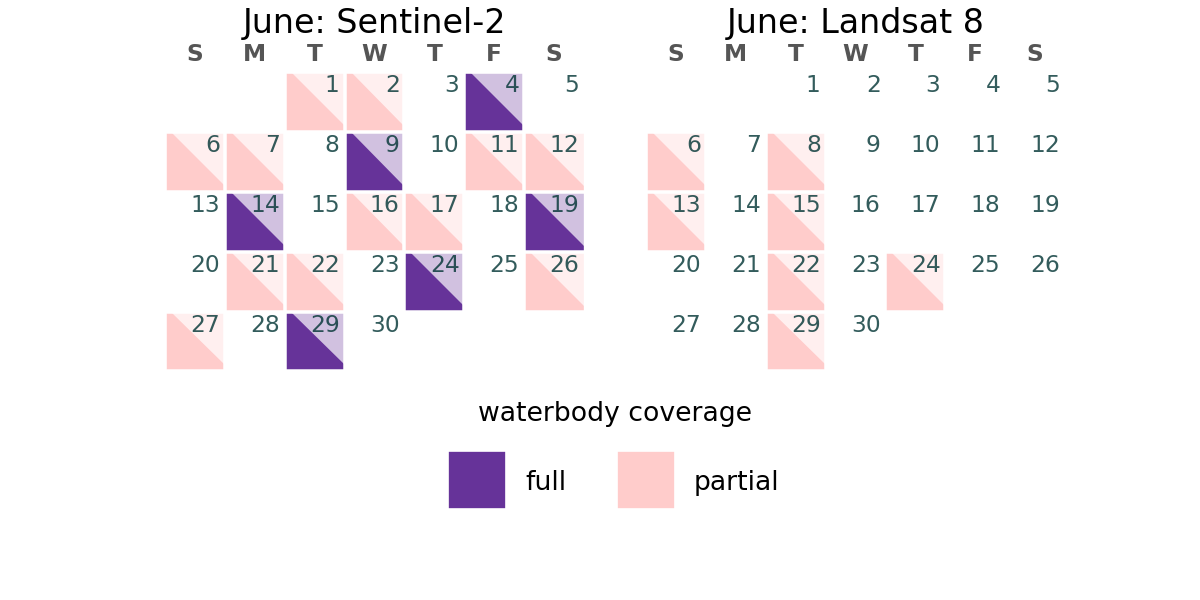 June: Sentinel-2
S M T W T F S
1 2 3 4 5
6 7 8 9 10 11 12
13 14 15 16 17 18 19
20 21 22 23 24 25 26
27 28 29 30
June: Landsat 8
S M T W T F S
1 2 3 4 5
6 7 8 9 10 11 12
13 14 15 16 17 18 19
20 21 22 23 24 25 26
27 28 29 30
waterbody coverage
full partial